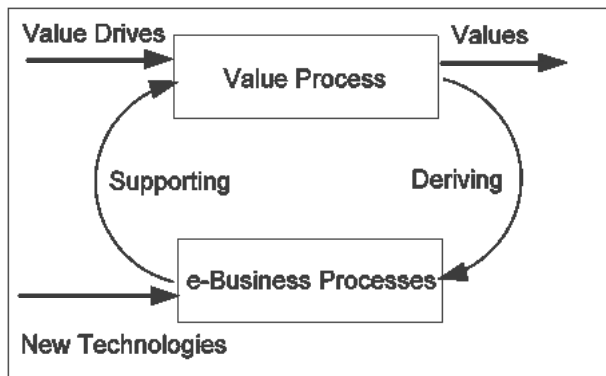 Value Drives
Values
Value Process
Supporting
Deriving
e-Business Processes
New Technologies